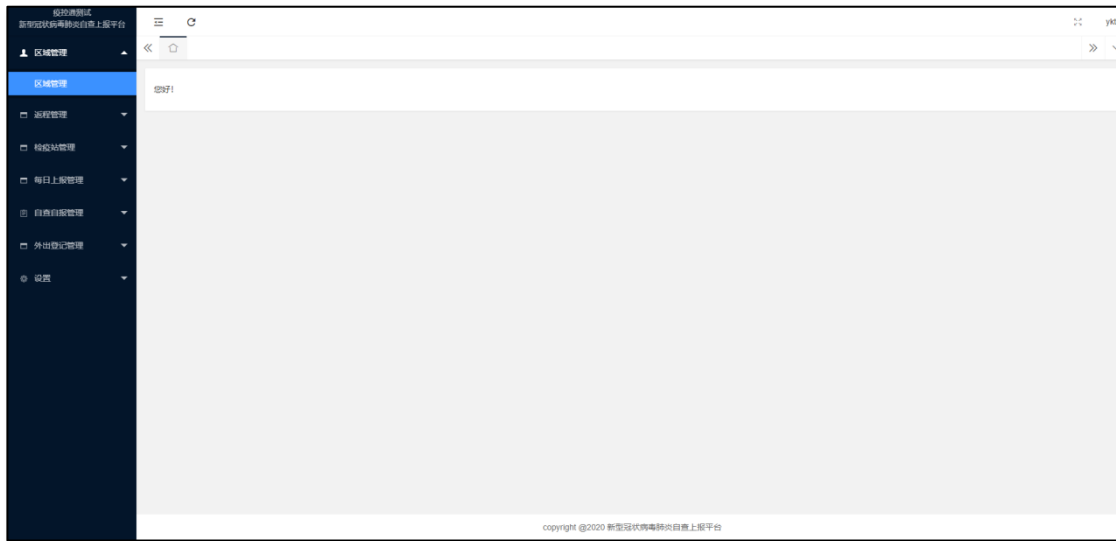 疫控通测试
新型冠状病毒肺炎自查上报平台
区域管理
区域管理
返程管理
检疫站管理
每日上报管理
自查自报管理
外出登记管理
设置
您好!
copyright @2020 新型冠状病毒肺炎自查上报平台